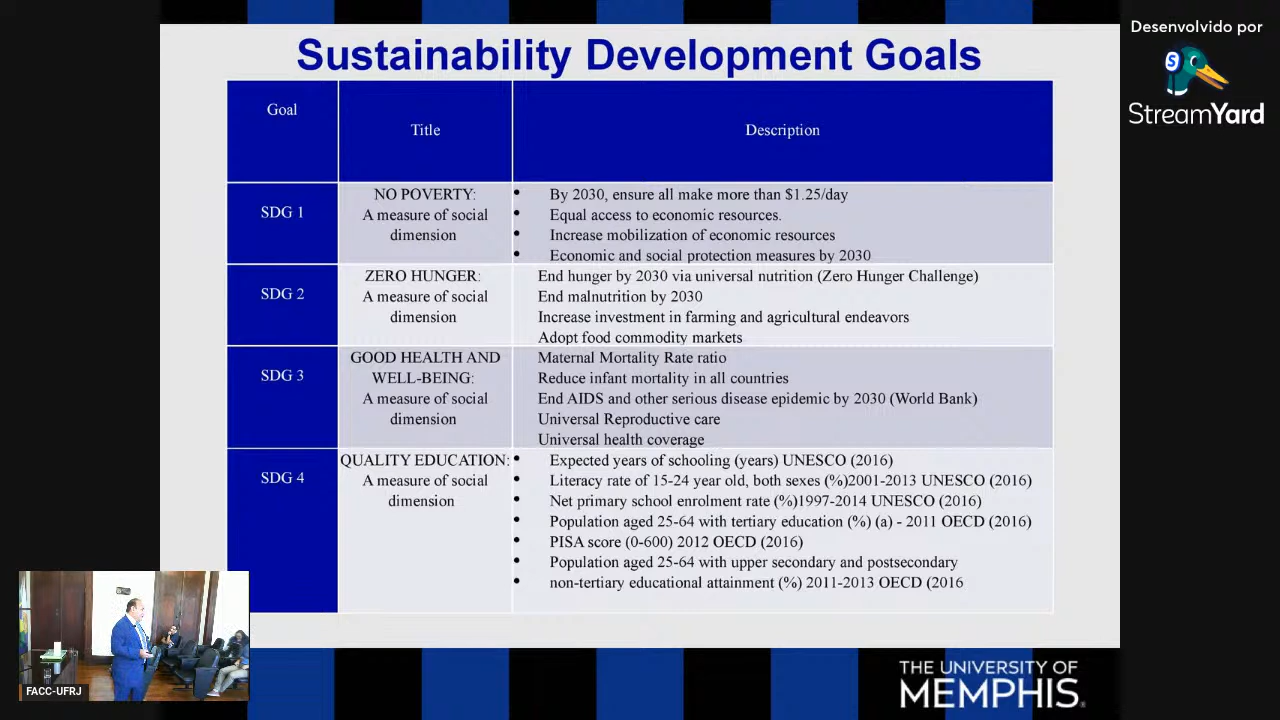 Sustainability Development Goals
Desenvolvido por
StreamYard
Goal
Title
Description
SDG 1
NO POVERTY:
A measure of social
dimension
• By 2030, ensure all make more than $1.25/day
• Equal access to economic resources.
• Increase mobilization of economic resources
• Economic and social protection measures by 2030
SDG 2
ZERO HUNGER:
A measure of social
dimension
End hunger by 2030 via universal nutrition (Zero Hunger Challenge)
End malnutrition by 2030
Increase investment in farming and agricultural endeavors
Adopt food commodity markets
SDG 3
GOOD HEALTH AND
WELL-BEING:
A measure of social
dimension
Maternal Mortality Rate ratio
Reduce infant mortality in all countries
End AIDS and other serious disease epidemic by 2030 (World Bank)
Universal Reproductive care
Universal health coverage
SDG 4
QUALITY EDUCATION:
A measure of social
dimension
• Expected years of schooling (years) UNESCO (2016)
• Literacy rate of 15-24 year old, both sexes (%)2001-2013 UNESCO (2016)
• Net primary school enrolment rate (%)1997-2014 UNESCO (2016)
• Population aged 25-64 with tertiary education (%) (a) - 2011 OECD (2016)
• PISA score (0-600) 2012 OECD (2016)
• Population aged 25-64 with upper secondary and postsecondary
• non-tertiary educational attainment (%) 2011-2013 OECD (2016
FACC-UFRJ
THE UNIVERSITY OF
MEMPHIS.